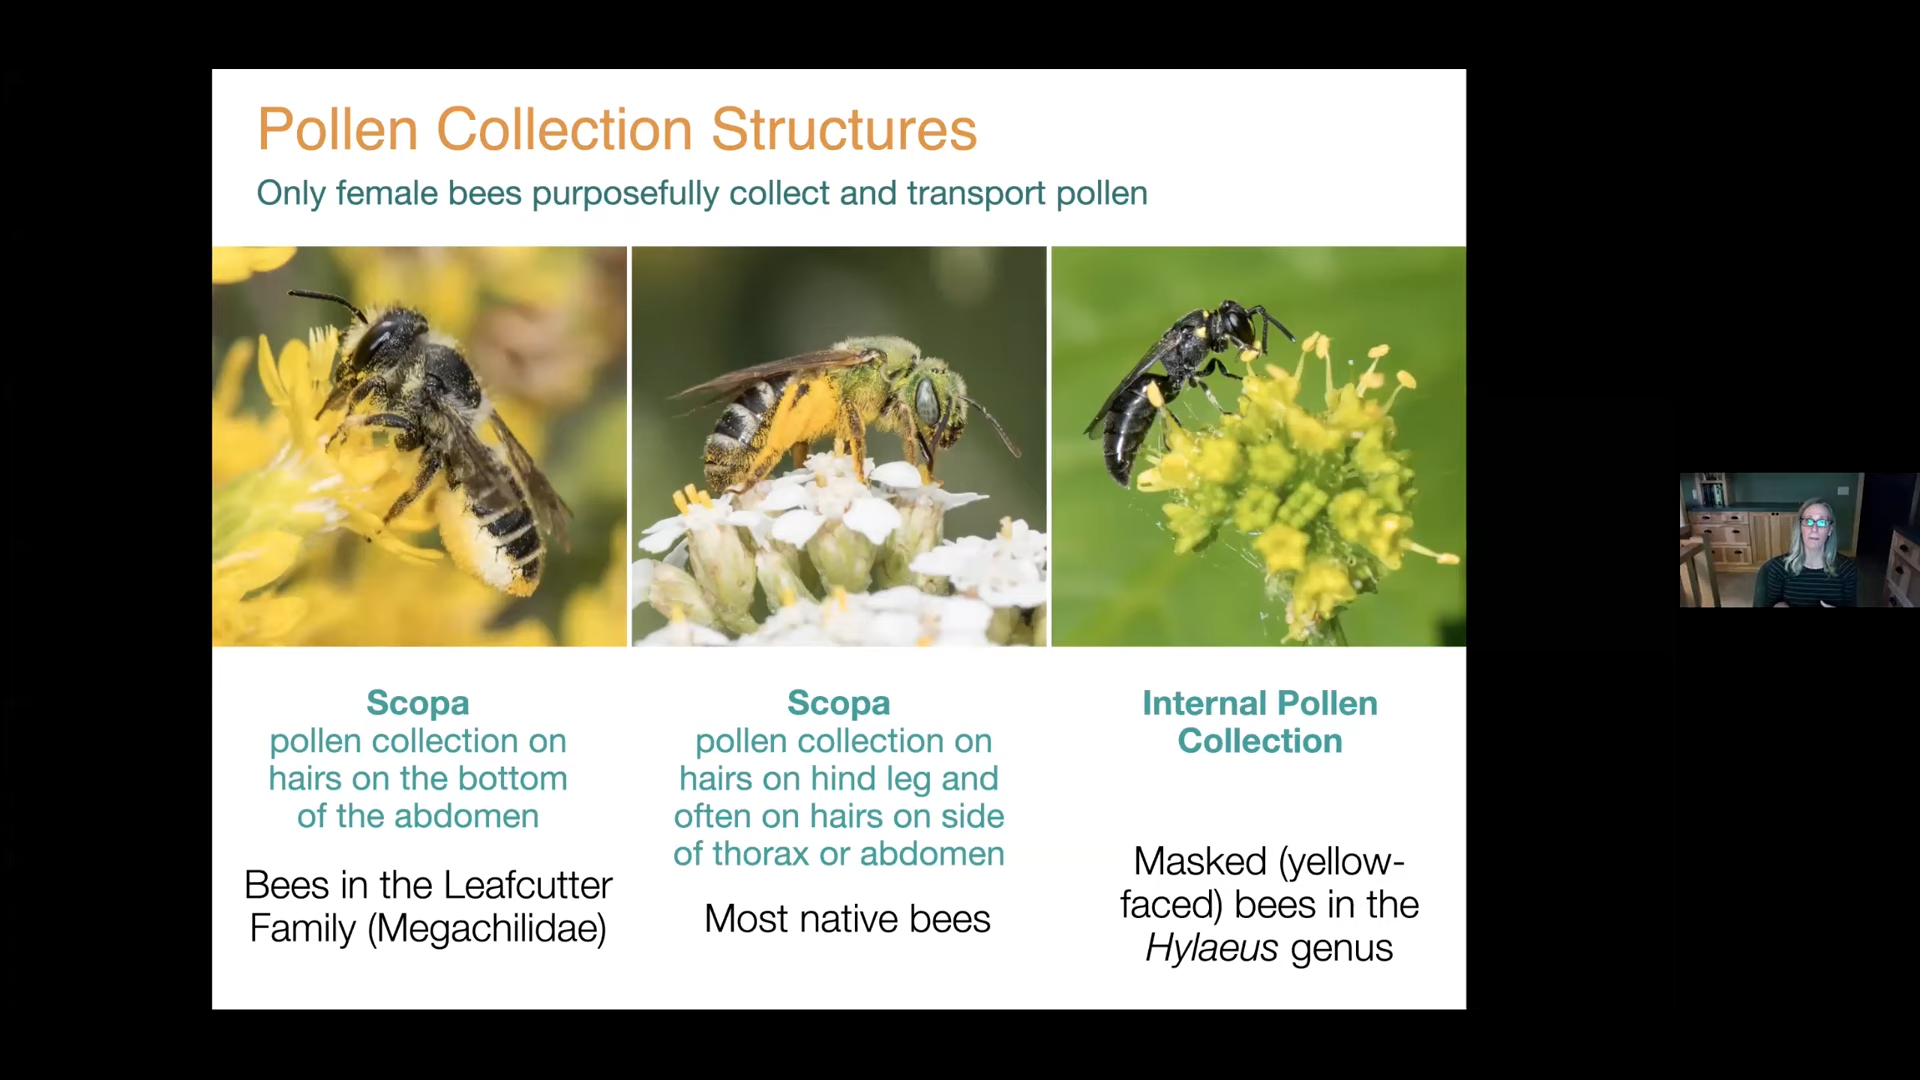 Pollen Collection Structures
Only female bees purposefully collect and transport pollen
Scopa
pollen collection on
hairs on the bottom
of the abdomen
Bees in the Leafcutter
Family (Megachilidae)
Scopa
pollen collection on
hairs on hind leg and
often on hairs on side
of thorax or abdomen
Most native bees
Internal Pollen
Collection
Masked (yellow-
faced) bees in the
Hylaeus genus